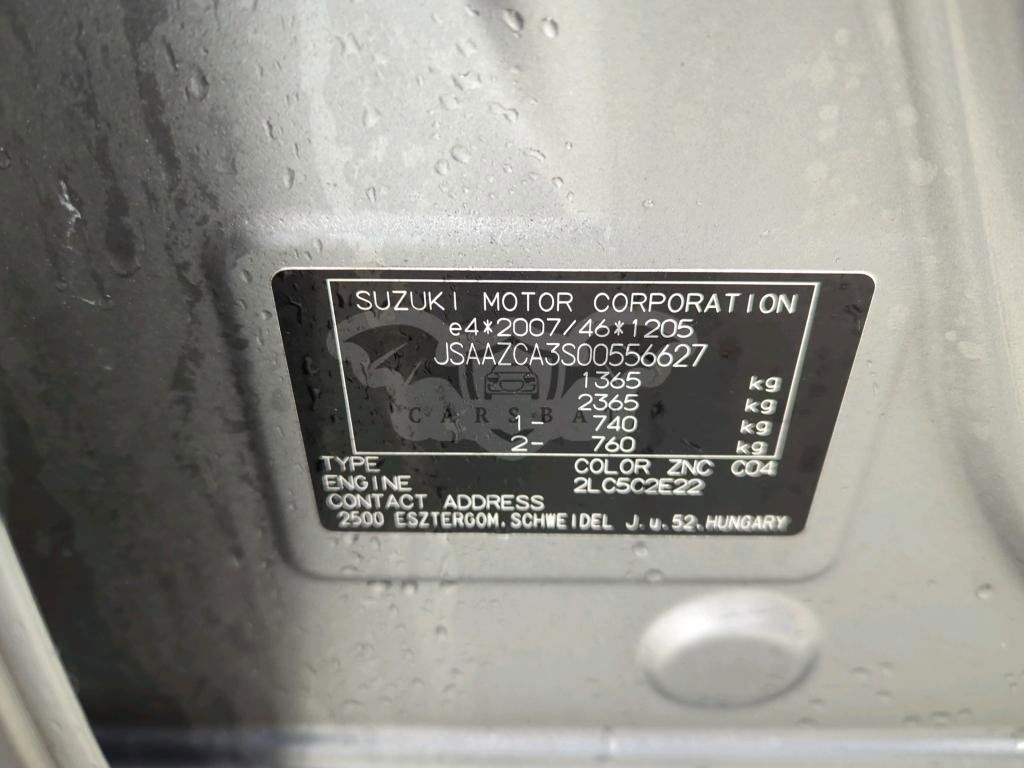 SUZUKI MOTOR CORPORATION
e4*2007/46*1205
JSAAZCA3S00556627
1365 kg
2365 kg
1- 740 kg
2- 760 kg
TYPE COLOR ZNC C04
ENGINE 2LC5C2E22
CONTACT ADDRESS
2500 ESZTERGOM, SCHWEIDEL J. u. 52. HUNGARY